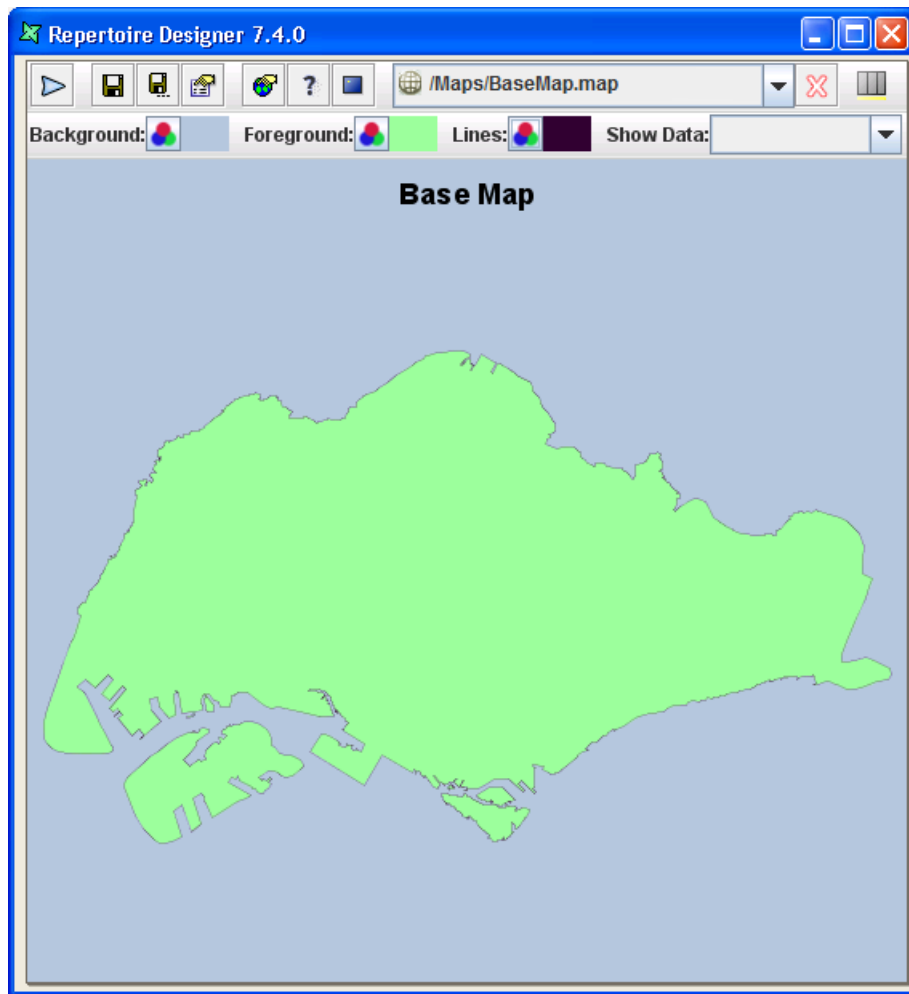 Repertoire Designer 7.4.0
? /Maps/BaseMap.map
Background: Foreground: Lines: Show Data:
Base Map